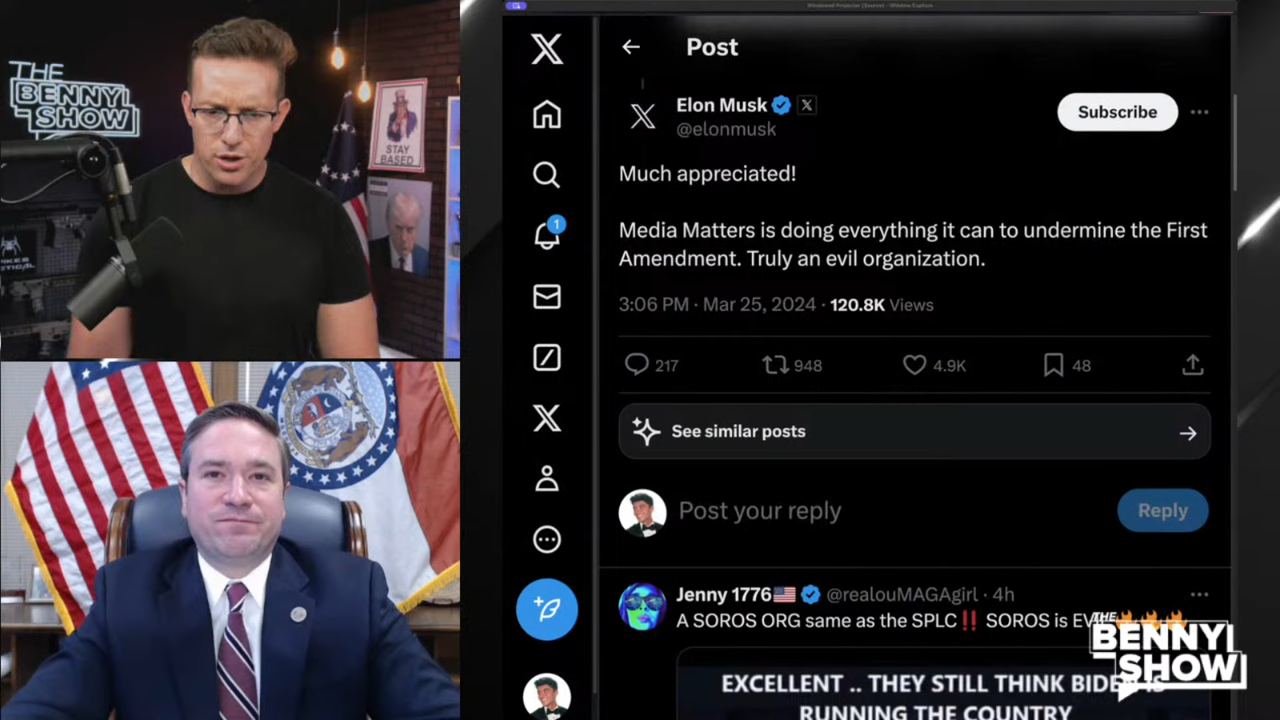 THE
BENNY
SHOW
STAY
BASED
Post
Elon Musk
@elonmusk
Subscribe
Much appreciated!
Media Matters is doing everything it can to undermine the First
Amendment. Truly an evil organization.
3:06 PM · Mar 25, 2024 · 120.8K Views
217
948
4.9K
48
See similar posts
1
Post your reply
Reply
Jenny 1776🇺🇸 @realouMAGAgirl · 4h
A SOROS ORG same as the SPLC‼️ SOROS is
EXCELLENT .. THEY STILL THINK
RUNNING THE COUNTRY
THE
BENNY
SHOW